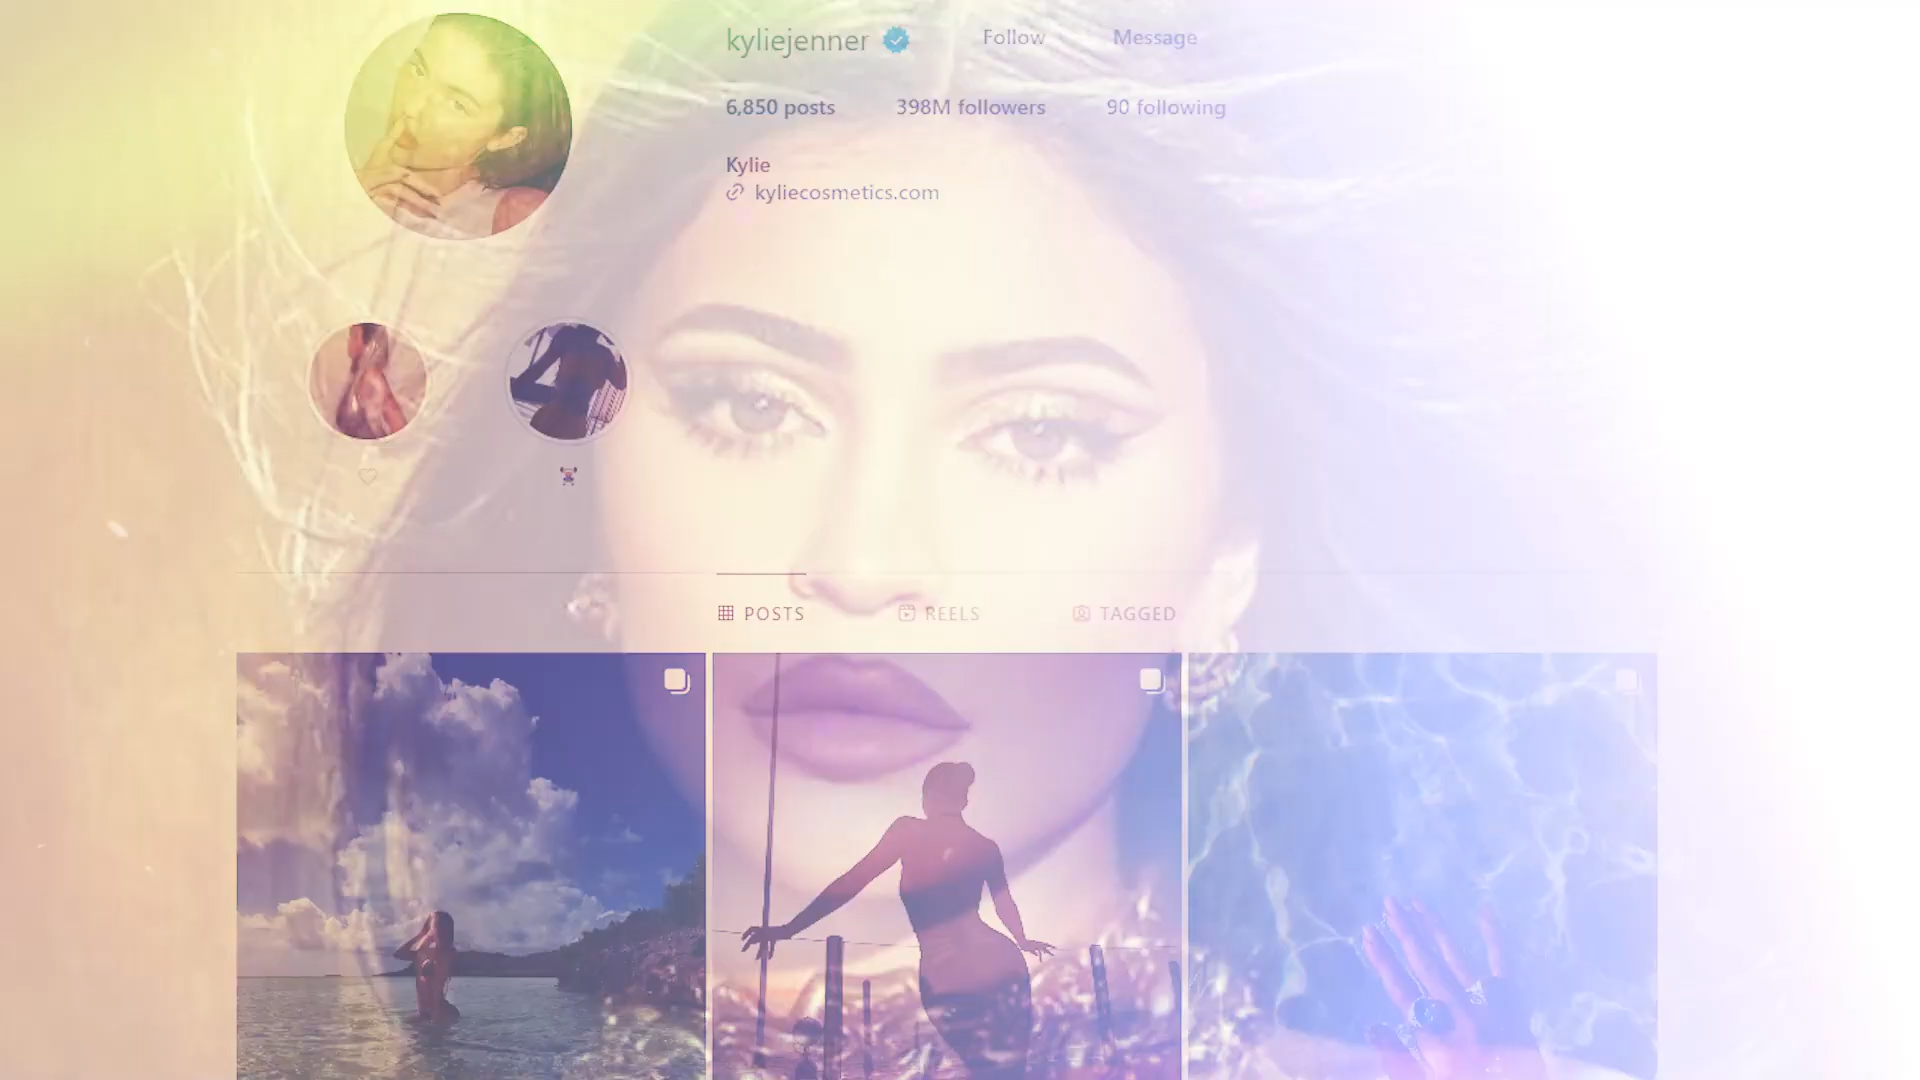 kyliejenner Follow Message
6,850 posts 398M followers 90 following
Kylie
kyliecosmetics.com
POSTS REELS TAGGED